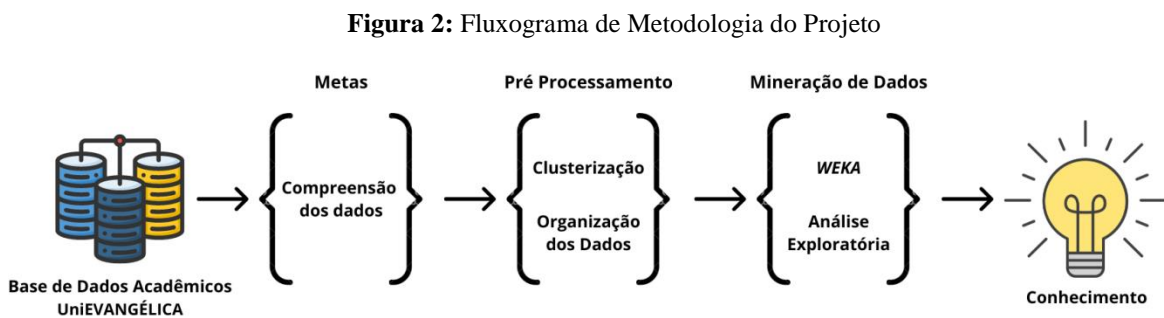 Figura 2: Fluxograma de Metodologia do Projeto
Metas
Pré Processamento
Mineração de Dados
Compreensão
dos dados
Clusterização
Organização
dos Dados
WEKA
Análise
Exploratória
Base de Dados Acadêmicos
UniEVANGÉLICA
Conhecimento